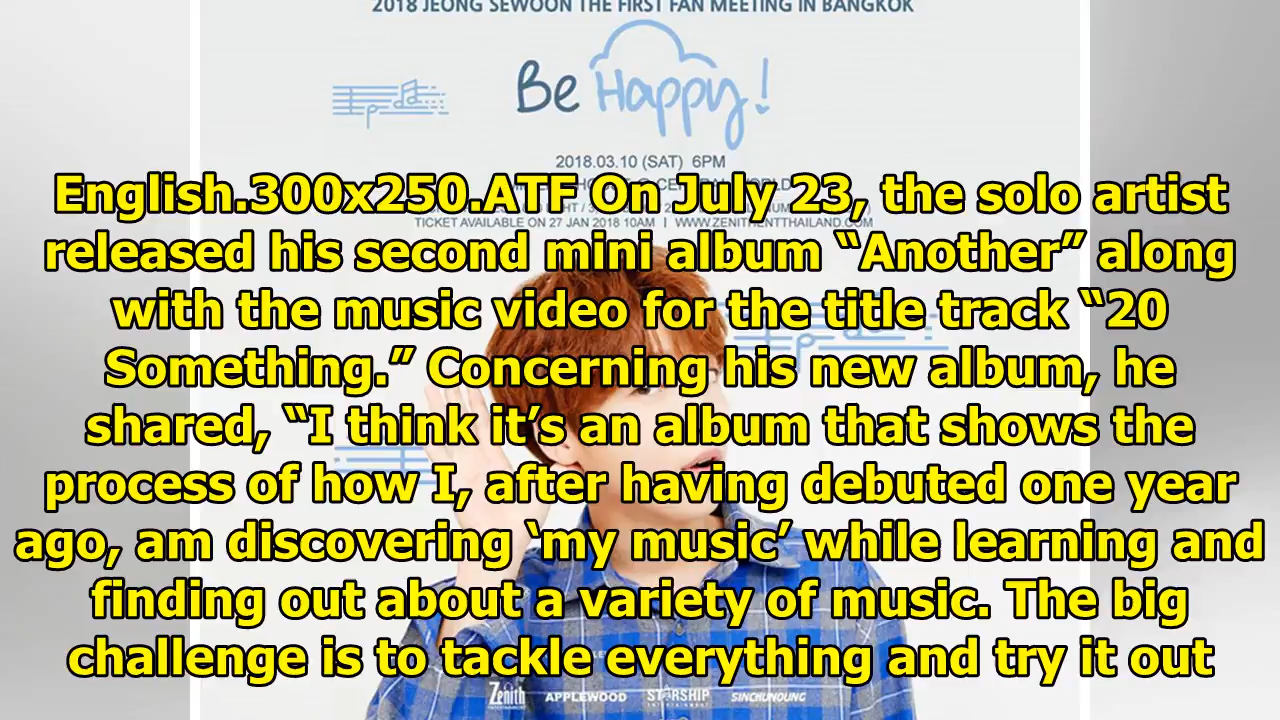 2018 JEONG SEWOON THE FIRST FAN MEETING IN BANGKOK
Be Happy!
2018.03.10 (SAT) 6PM
English.300x250.ATF On July 23, the solo artist
TICKET AVAILABLE ON 27 JAN 2018 10AM | WWW.ZENITHENTTHAILAND.COM
released his second mini album “Another” along
with the music video for the title track “20
Something.” Concerning his new album, he
shared, “I think it’s an album that shows the
process of how I, after having debuted one year
ago, am discovering ‘my music’ while learning and
finding out about a variety of music. The big
challenge is to tackle everything and try it out
Zenith APPLEWOOD STARSHIP ENTERTAINMENT SINCHUNGUNG